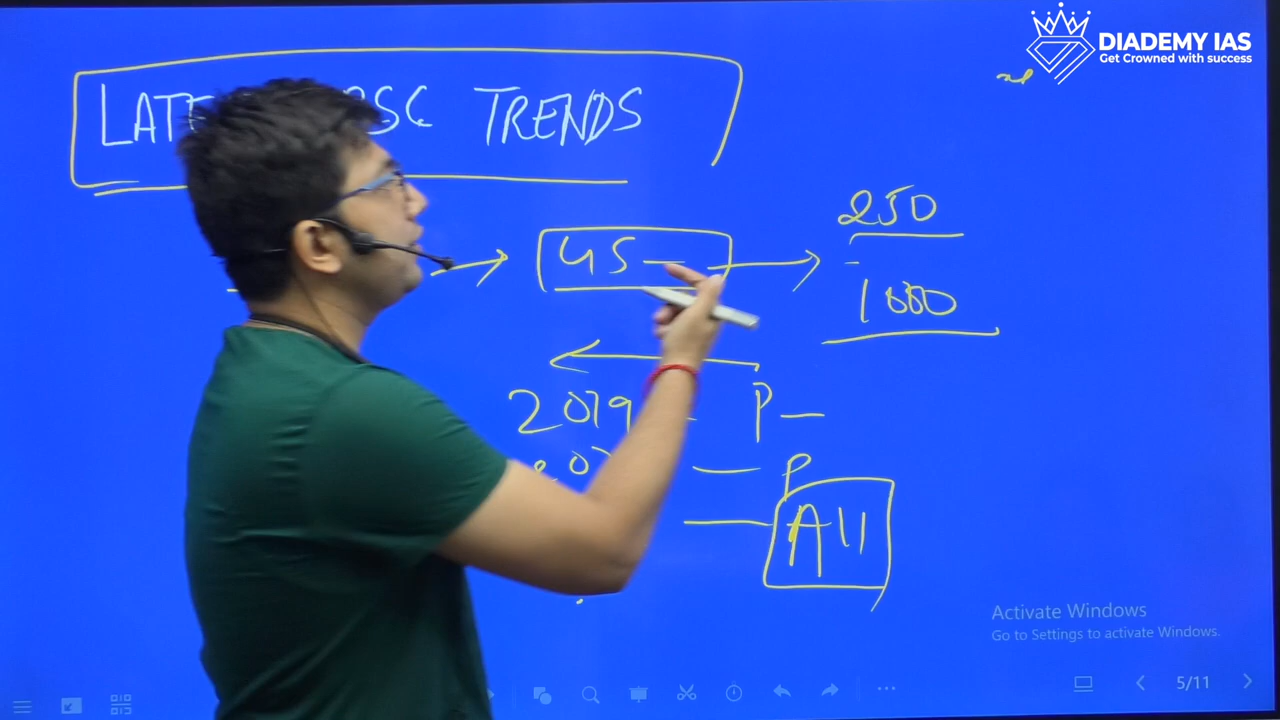 DIADEMY IAS
Get Crowned with success
TRENDS
250
GS
1000
2019 P
P
All
Activate Windows
Go to Settings to activate Windows.
5/11